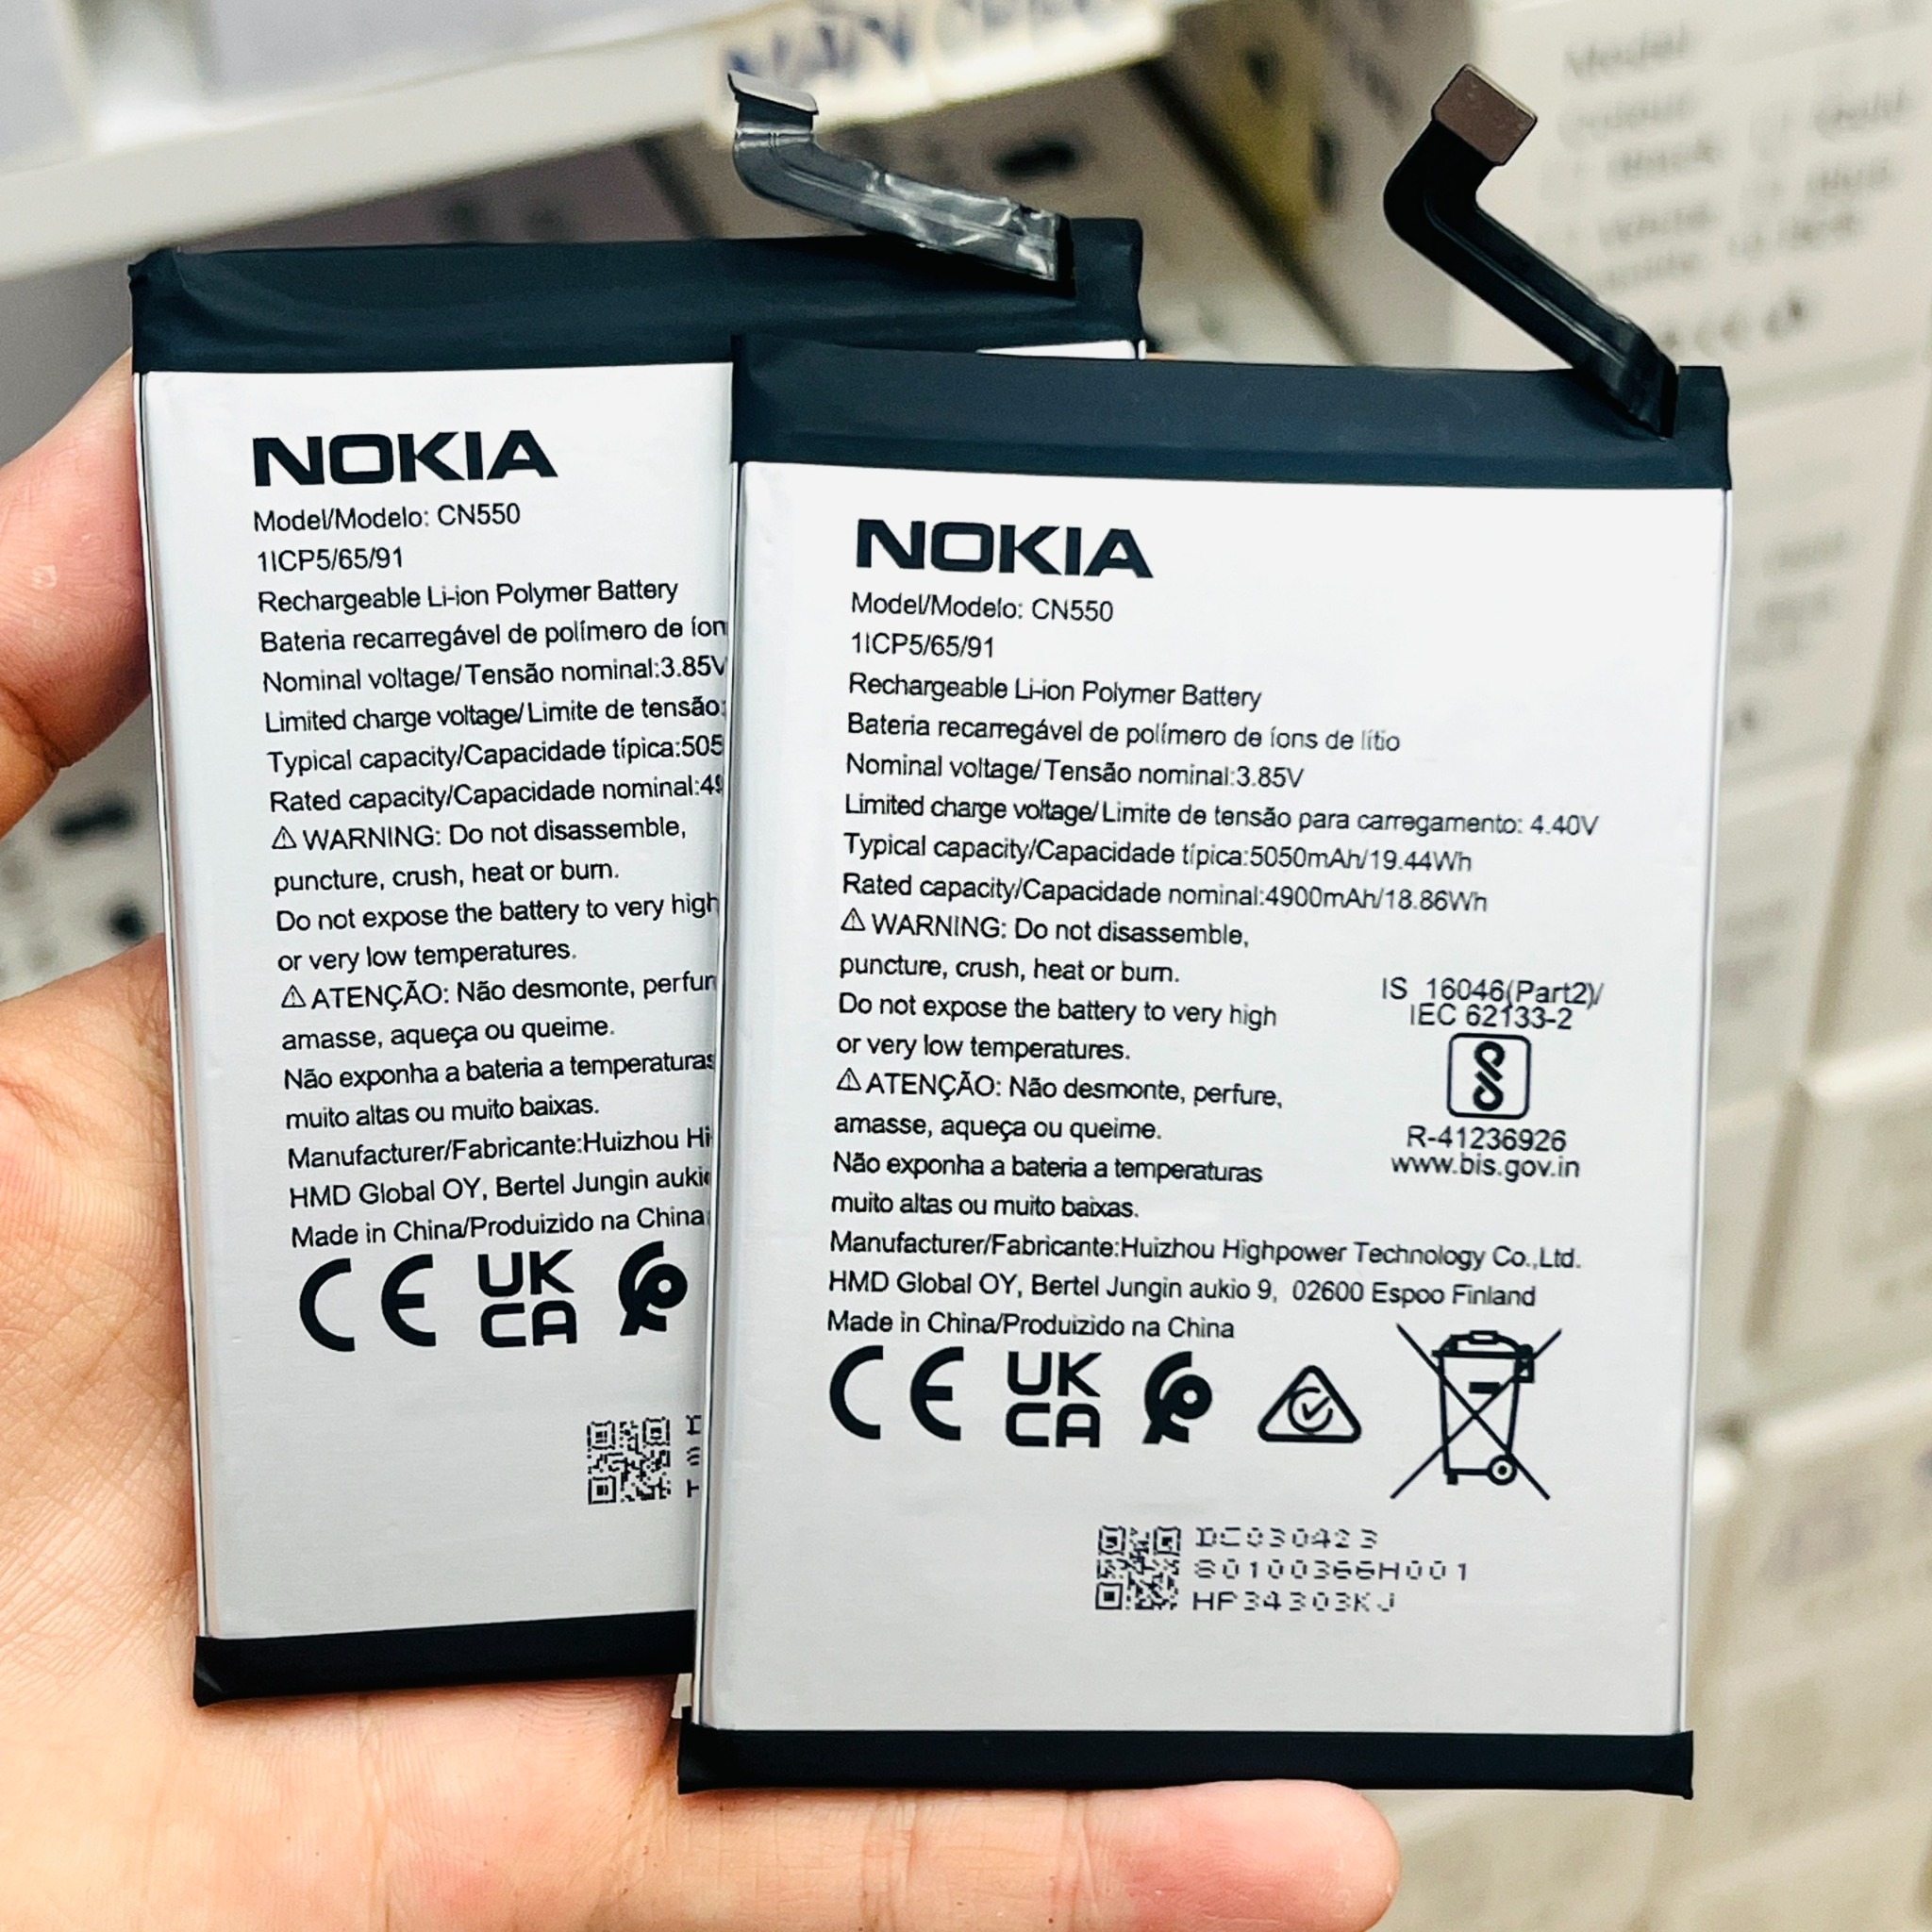 NOKIA
Model/Modelo: CN550
1ICP5/65/91
Rechargeable Li-ion Polymer Battery
Bateria recarregável de polímero de íon
Nominal voltage/Tensão nominal:3.85V
Limited charge voltage/Limite de tensão:
Typical capacity/Capacidade típica:505
Rated capacity/Capacidade nominal:49
⚠ WARNING: Do not disassemble,
puncture, crush, heat or burn.
Do not expose the battery to very high
or very low temperatures.
⚠ ATENÇÃO: Não desmonte, perfur
amasse, aqueça ou queime.
Não exponha a bateria a temperaturas
muito altas ou muito baixas.
Manufacturer/Fabricante:Huizhou Hi
HMD Global OY, Bertel Jungin aukio
Made in China/Produizido na China
CE UK CA
NOKIA
Model/Modelo: CN550
1ICP5/65/91
Rechargeable Li-ion Polymer Battery
Bateria recarregável de polímero de íons de lítio
Nominal voltage/Tensão nominal:3.85V
Limited charge voltage/Limite de tensão para carregamento: 4.40V
Typical capacity/Capacidade típica:5050mAh/19.44Wh
Rated capacity/Capacidade nominal:4900mAh/18.86Wh
⚠ WARNING: Do not disassemble,
puncture, crush, heat or burn.
Do not expose the battery to very high
or very low temperatures.
⚠ ATENÇÃO: Não desmonte, perfure,
amasse, aqueça ou queime.
Não exponha a bateria a temperaturas
muito altas ou muito baixas.
IS 16046(Part2)/
IEC 62133-2
R-41236926
www.bis.gov.in
Manufacturer/Fabricante:Huizhou Highpower Technology Co.,Ltd.
HMD Global OY, Bertel Jungin aukio 9, 02600 Espoo Finland
Made in China/Produizido na China
CE UK CA
DC030423
S0100366H001
HP34303KJ